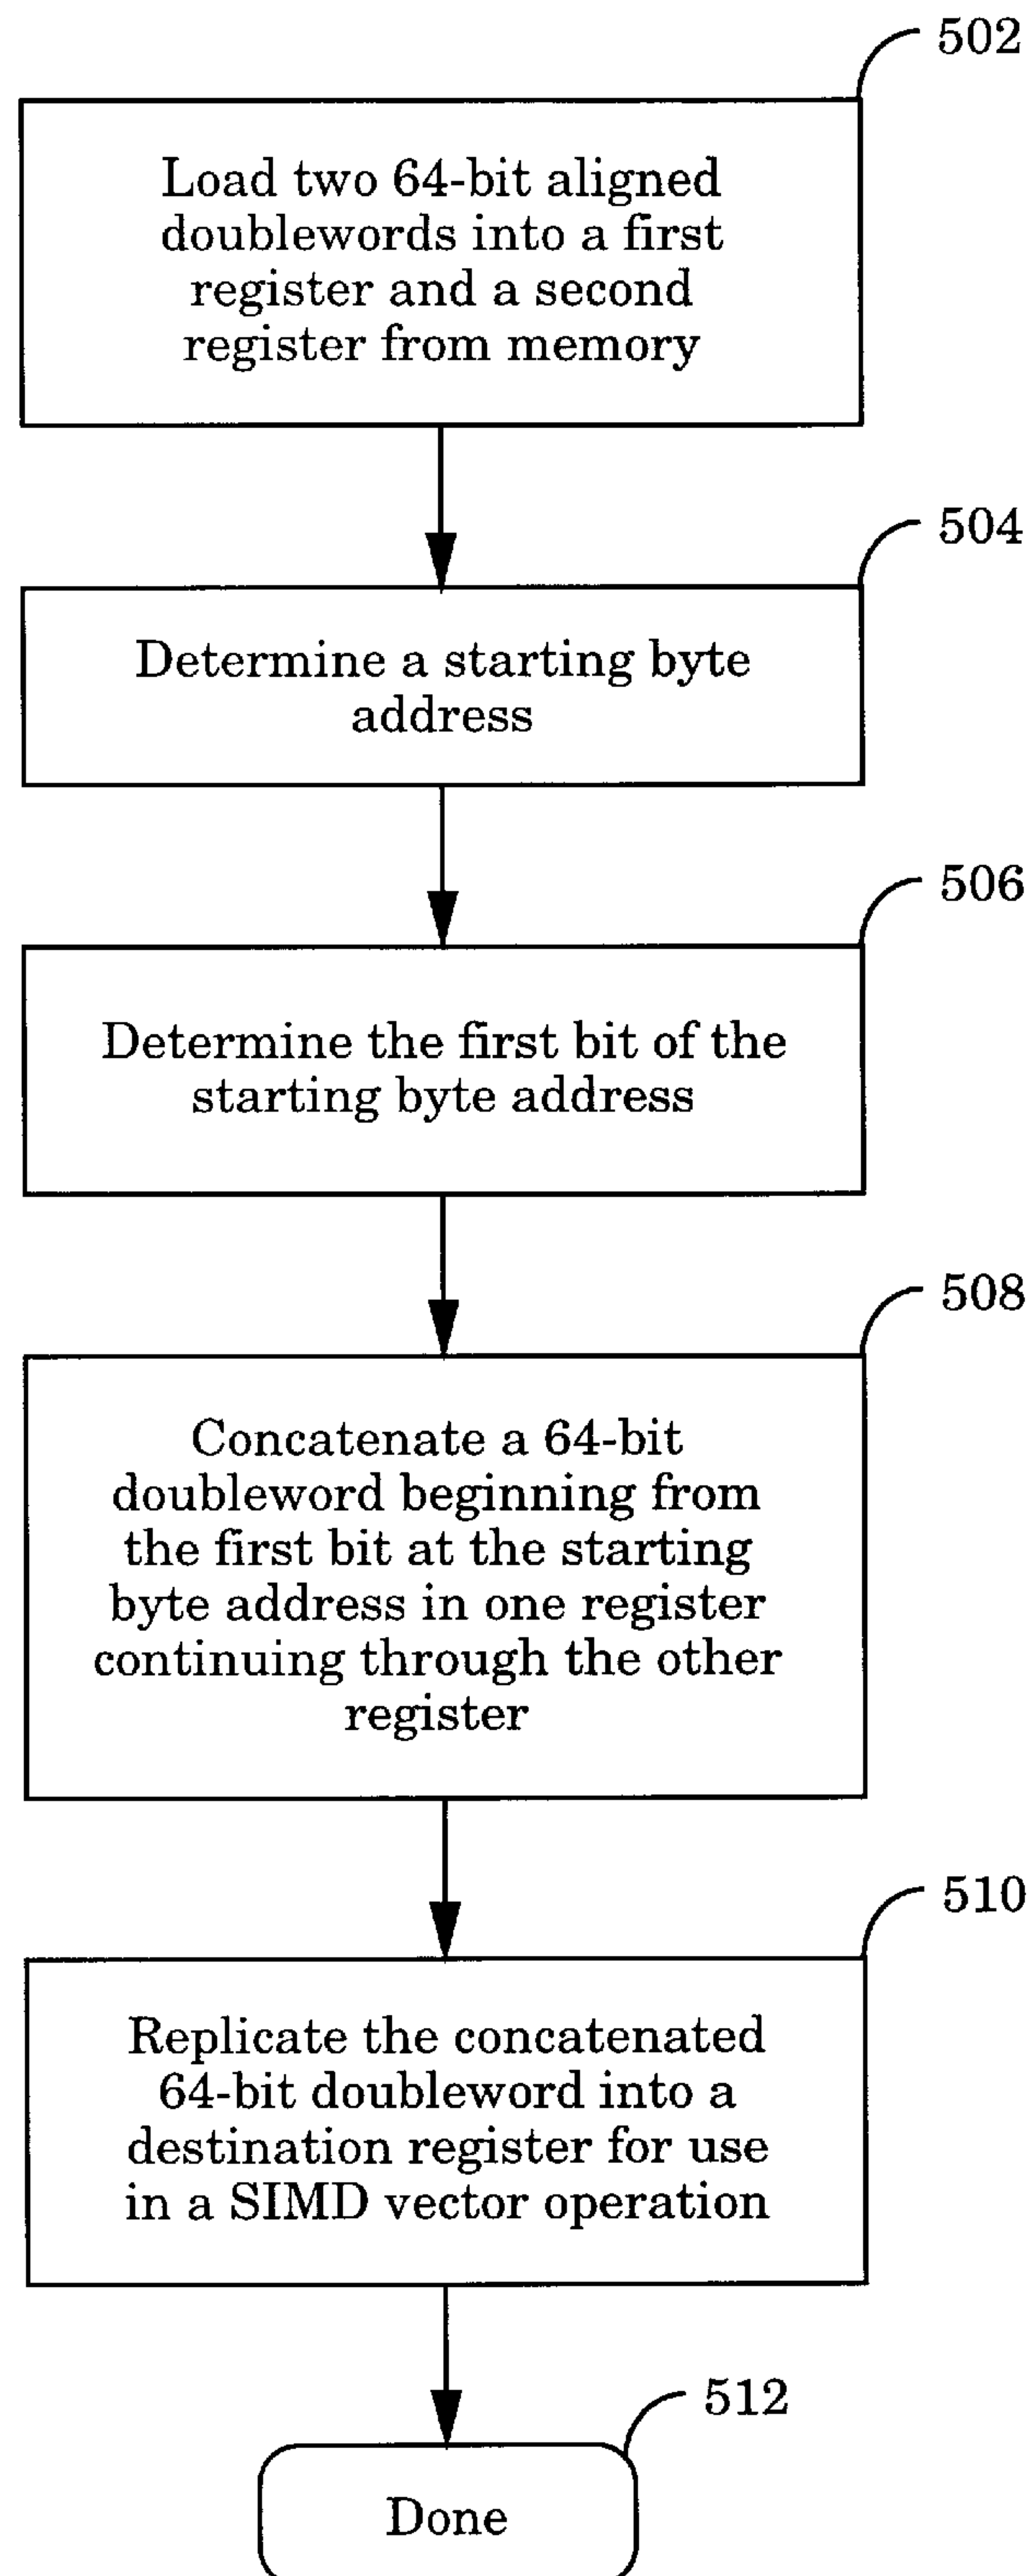 502
Load two 64-bit aligned
doublewords into a first
register and a second
register from memory
504
Determine a starting byte
address
506
Determine the first bit of the
starting byte address
508
Concatenate a 64-bit
doubleword beginning from
the first bit at the starting
byte address in one register
continuing through the other
register
510
Replicate the concatenated
64-bit doubleword into a
destination register for use
in a SIMD vector operation
512
Done